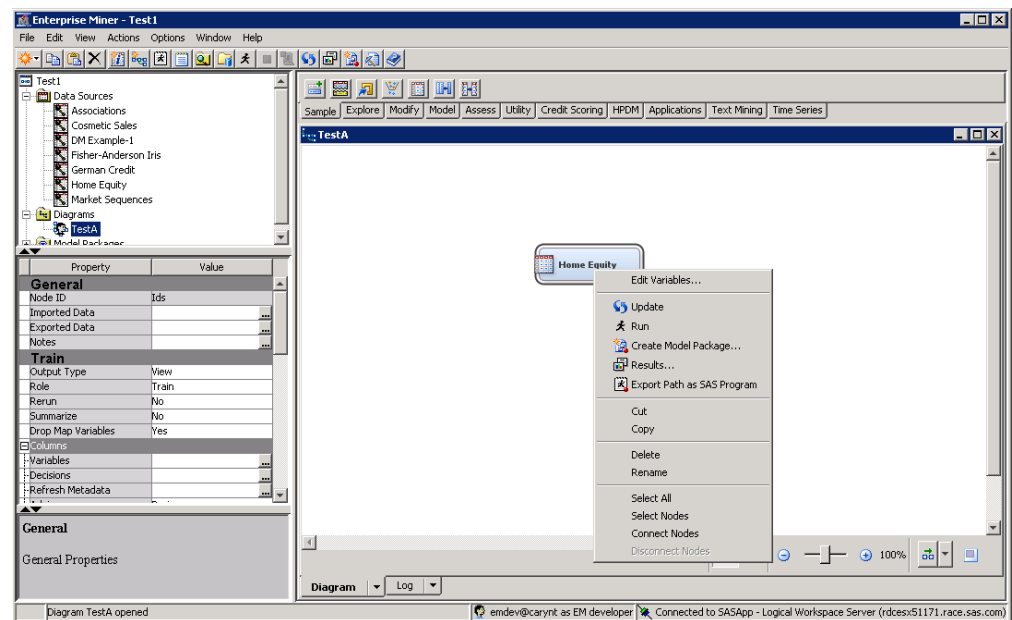 Enterprise Miner - Test1
File Edit View Actions Options Window Help
Test1
Data Sources
Associations
Cosmetic Sales
DM Example-1
Fisher-Anderson Iris
German Credit
Home Equity
Market Sequences
Diagrams
TestA
Model Packages
Property Value
General
Node ID Ids
Imported Data
Exported Data
Notes
Train
Output Type View
Role Train
Rerun No
Summarize No
Drop Map Variables Yes
Columns
Variables
Decisions
Refresh Metadata
General
General Properties
Sample Explore Modify Model Assess Utility Credit Scoring HPDM Applications Text Mining Time Series
TestA
Home Equity
Edit Variables...
Update
Run
Create Model Package...
Results...
Export Path as SAS Program
Cut
Copy
Delete
Rename
Select All
Select Nodes
Connect Nodes
Disconnect Nodes
100%
Diagram Log
Diagram TestA opened
emdev@carynt as EM developer
Connected to SASApp - Logical Workspace Server (rdcesx51171.race.sas.com)